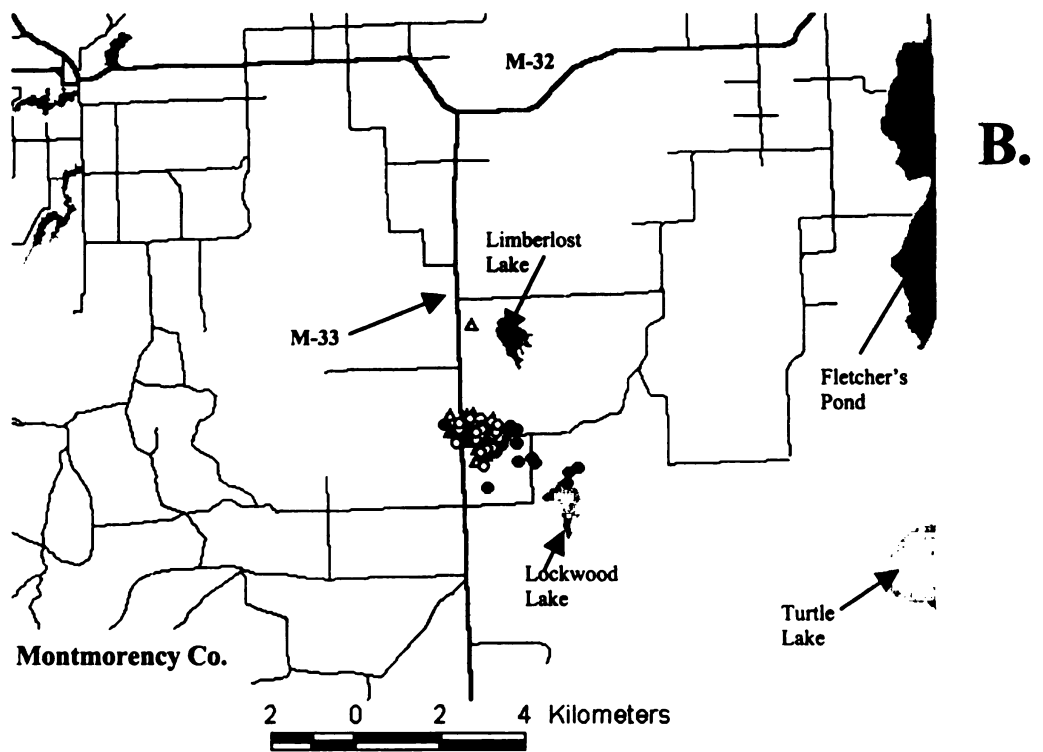 M-32
B.
Limberlost
Lake
M-33
Fletcher's
Pond
Lockwood
Lake
Turtle
Lake
Montmorency Co.
2 0 2 4 Kilometers